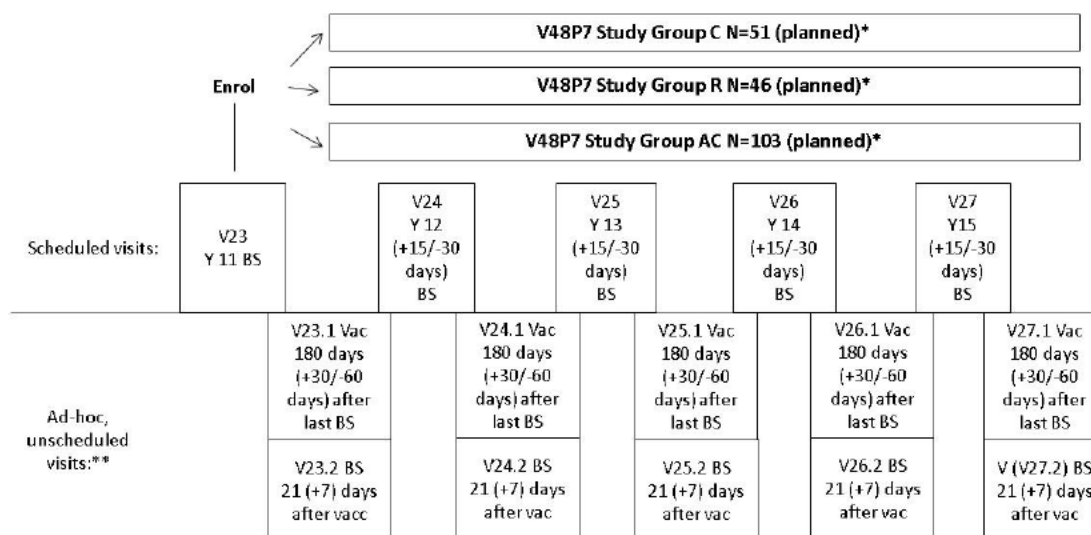 V48P7 Study Group C N=51 (planned)*
Enrol
V48P7 Study Group R N=46 (planned)*
V48P7 Study Group AC N=103 (planned)*
Scheduled visits:
V23
Y 11 BS
V24
Y 12
(+15/-30
days)
BS
V25
Y 13
(+15/-30
days)
BS
V26
Y 14
(+15/-30
days)
BS
V27
Y15
(+15/-30
days)
BS
Ad-hoc,
unscheduled
visits:**
V23.1 Vac
180 days
(+30/-60
days) after
last BS
V24.1 Vac
180 days
(+30/-60
days) after
last BS
V25.1 Vac
180 days
(+30/-60
days) after
last BS
V26.1 Vac
180 days
(+30/-60
days) after
last BS
V27.1 Vac
180 days
(+30/-60
days) after
last BS
V23.2 BS
21 (+7) days
after vacc
V24.2 BS
21 (+7) days
after vac
V25.2 BS
21 (+7) days
after vac
V26.2 BS
21 (+7) days
after vac
V (V27.2) BS
21 (+7) days
after vac